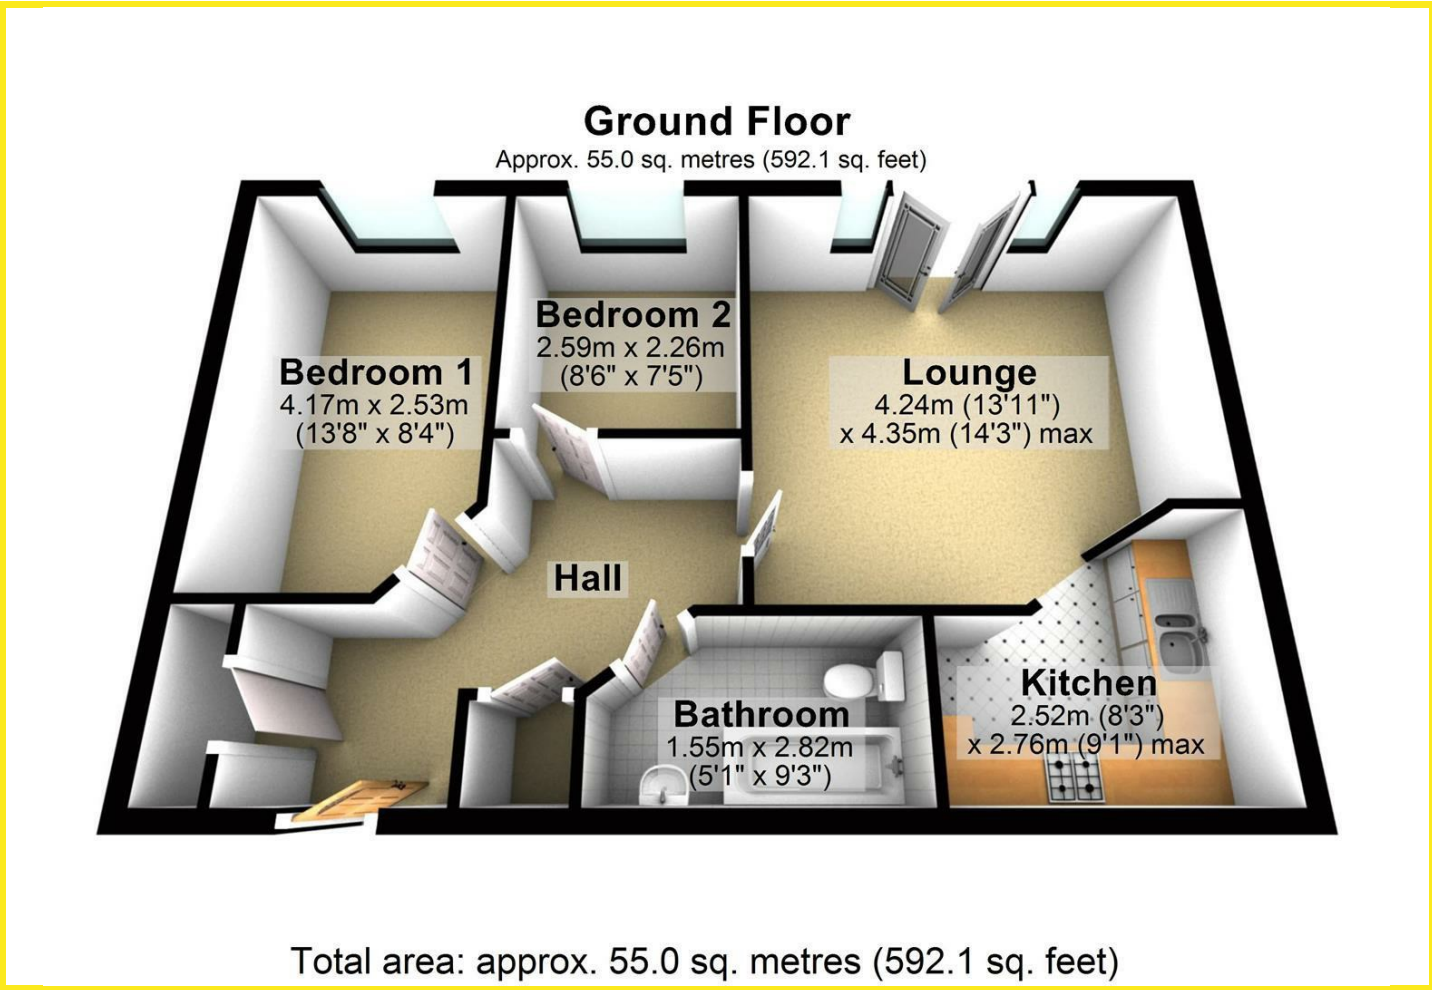 Ground Floor
Approx. 55.0 sq. metres (592.1 sq. feet)
Bedroom 1
4.17m x 2.53m
(13'8" x 8'4")
Bedroom 2
2.59m x 2.26m
(8'6" x 7'5")
Lounge
4.24m (13'11")
x 4.35m (14'3") max
Hall
Bathroom
1.55m x 2.82m
(5'1" x 9'3")
Kitchen
2.52m (8'3")
x 2.76m (9'1") max
Total area: approx. 55.0 sq. metres (592.1 sq. feet)